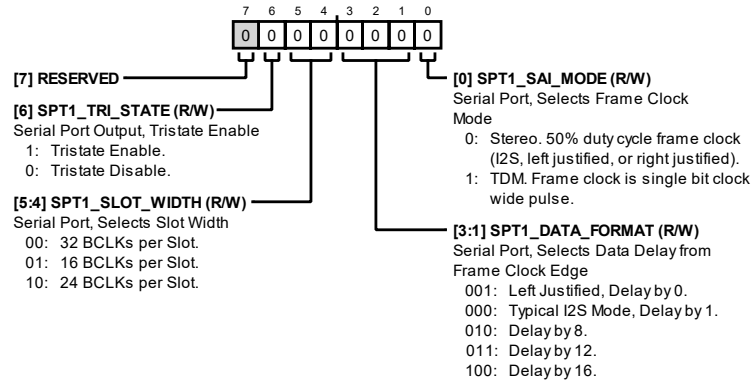 7 6 5 4 3 2 1 0
0 0 0 0 0 0 0 0
[7] RESERVED
[6] SPT1_TRI_STATE (R/W)
Serial Port Output, Tristate Enable
1: Tristate Enable.
0: Tristate Disable.
[5:4] SPT1_SLOT_WIDTH (R/W)
Serial Port, Selects Slot Width
00: 32 BCLKs per Slot.
01: 16 BCLKs per Slot.
10: 24 BCLKs per Slot.
[0] SPT1_SAI_MODE (R/W)
Serial Port, Selects Frame Clock
Mode
0: Stereo. 50% duty cycle frame clock
(I2S, left justified, or right justified).
1: TDM. Frame clock is single bit clock
wide pulse.
[3:1] SPT1_DATA_FORMAT (R/W)
Serial Port, Selects Data Delay from
Frame Clock Edge
001: Left Justified, Delay by 0.
000: Typical I2S Mode, Delay by 1.
010: Delay by 8.
011: Delay by 12.
100: Delay by 16.